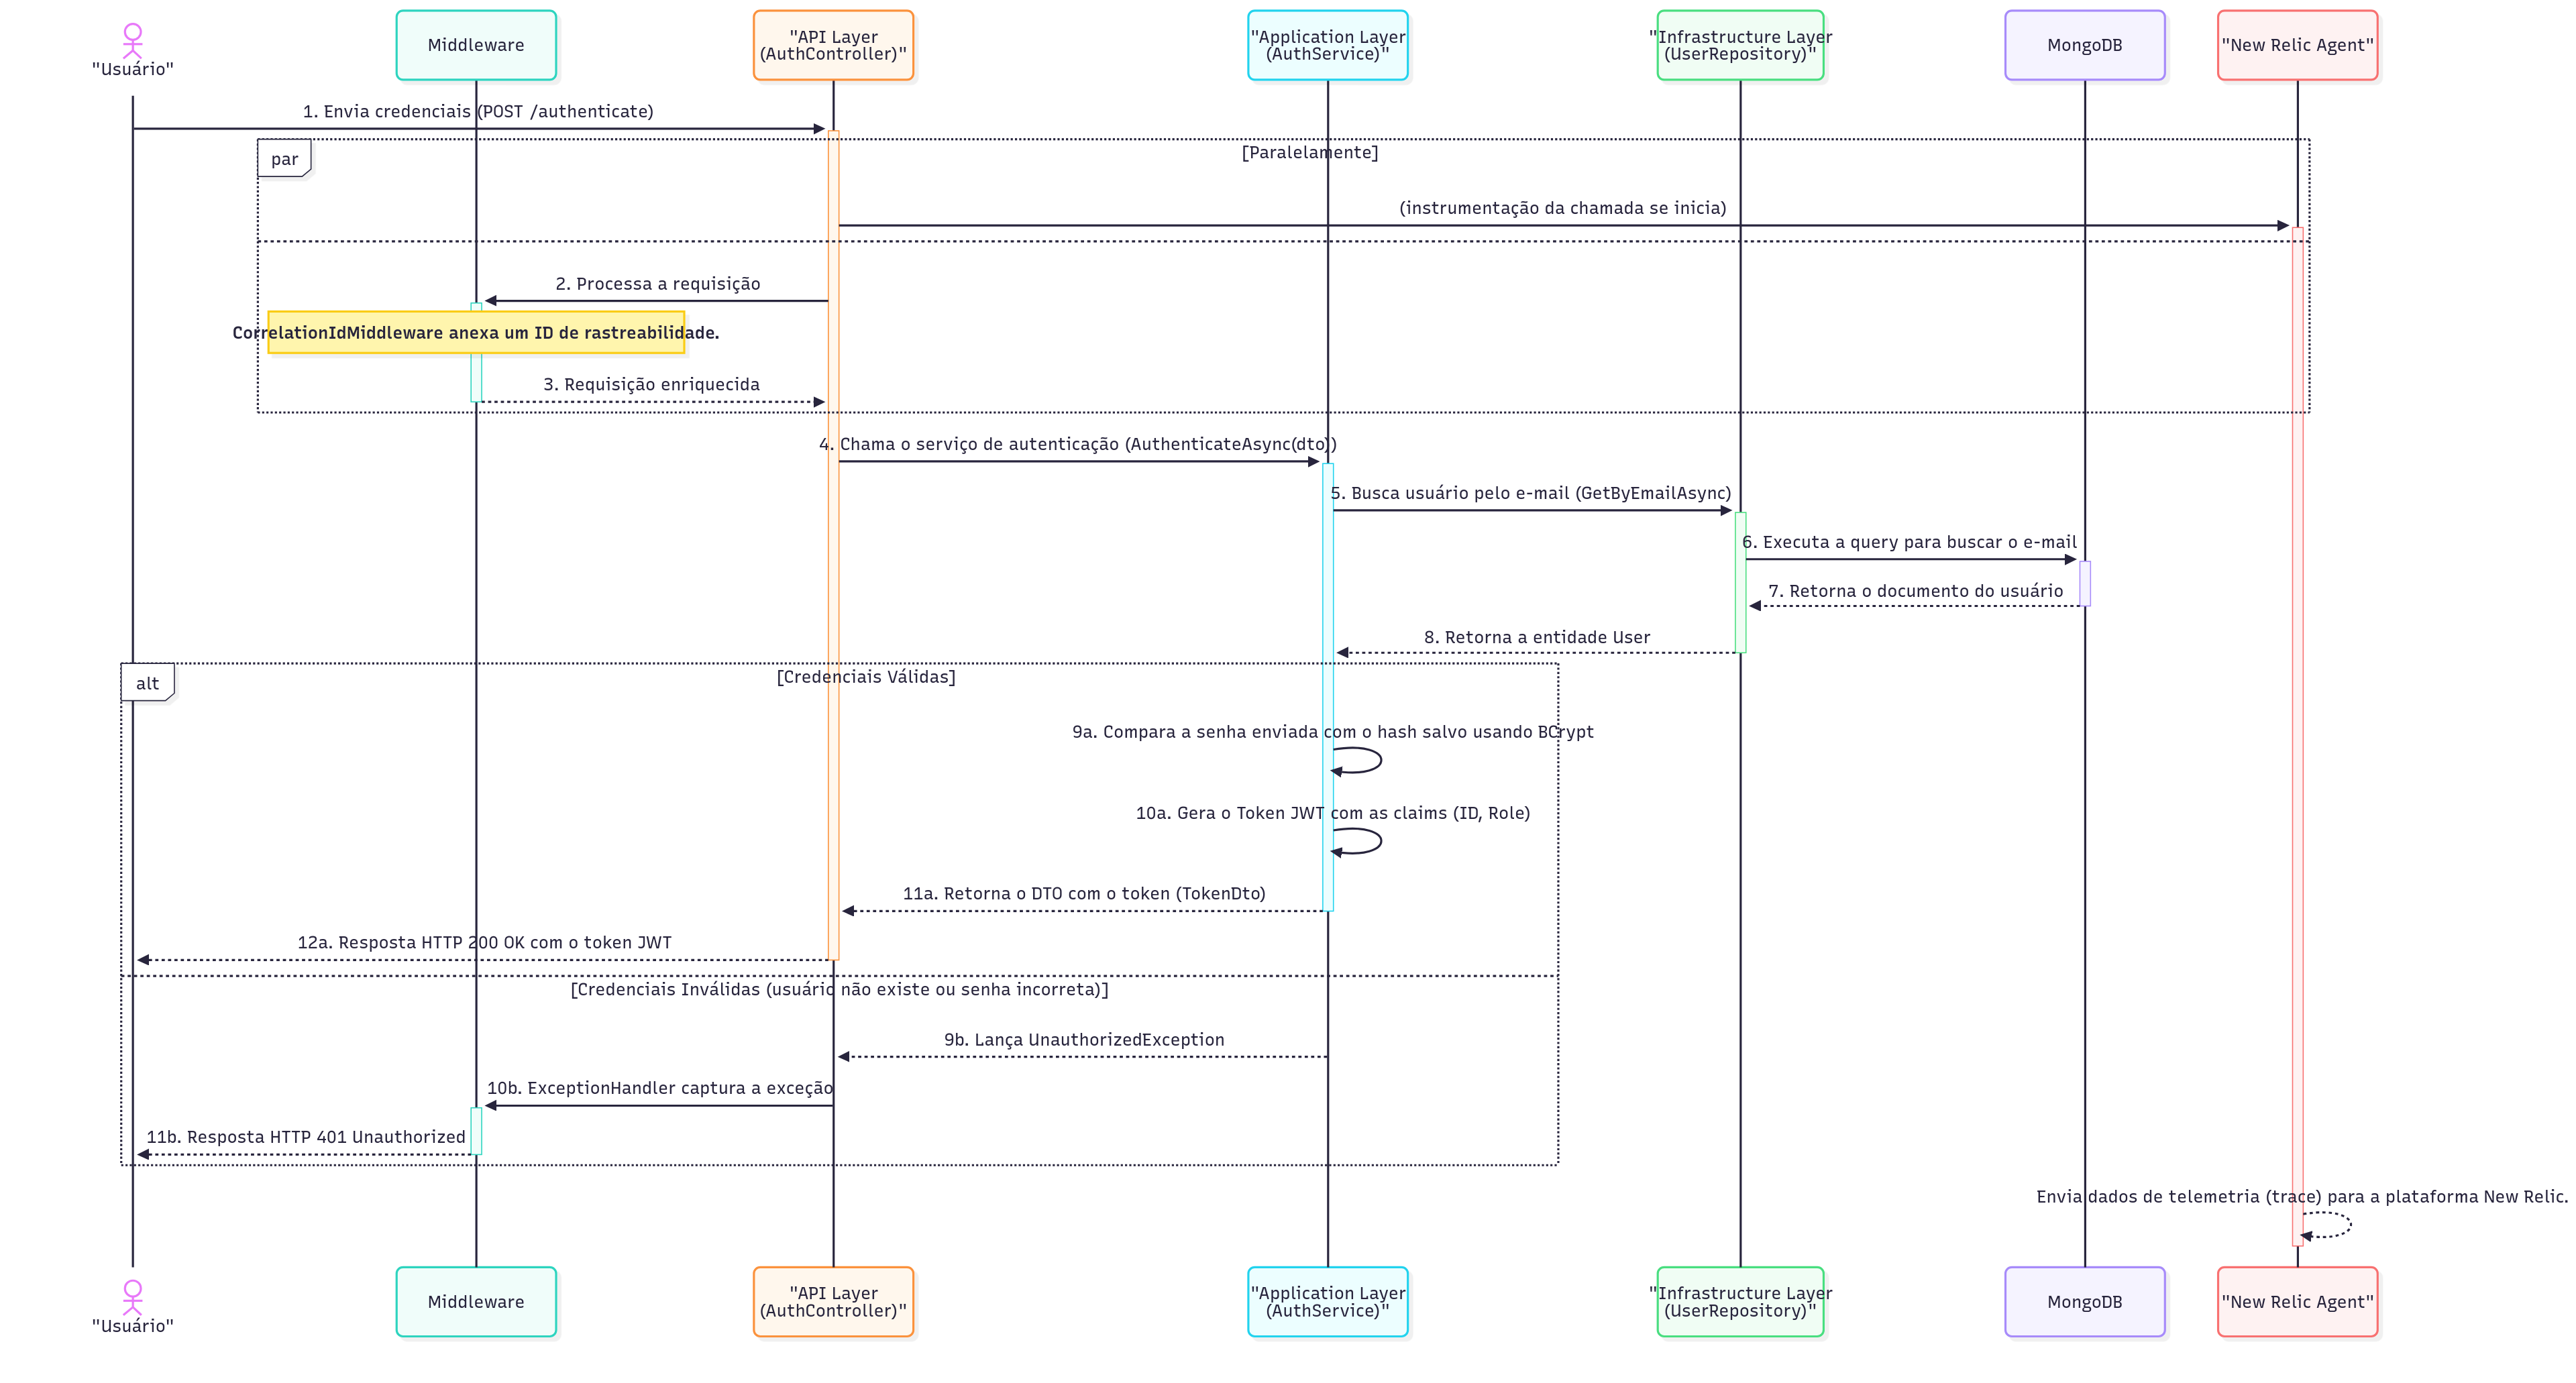 "Usuário"
Middleware
"API Layer
(AuthController)"
"Application Layer
(AuthService)"
"Infrastructure Layer
(UserRepository)"
MongoDB
"New Relic Agent"
1. Envia credenciais (POST /authenticate)
par
[Paralelamente]
(instrumentação da chamada se inicia)
2. Processa a requisição
CorrelationIdMiddleware anexa um ID de rastreabilidade.
3. Requisição enriquecida
4. Chama o serviço de autenticação (AuthenticateAsync(dto))
5. Busca usuário pelo e-mail (GetByEmailAsync)
6. Executa a query para buscar o e-mail
7. Retorna o documento do usuário
8. Retorna a entidade User
alt
[Credenciais Válidas]
9a. Compara a senha enviada com o hash salvo usando BCrypt
10a. Gera o Token JWT com as claims (ID, Role)
11a. Retorna o DTO com o token (TokenDto)
12a. Resposta HTTP 200 OK com o token JWT
[Credenciais Inválidas (usuário não existe ou senha incorreta)]
9b. Lança UnauthorizedException
10b. ExceptionHandler captura a exceção
11b. Resposta HTTP 401 Unauthorized
Envia dados de telemetria (trace) para a plataforma New Relic.
"Usuário"
Middleware
"API Layer
(AuthController)"
"Application Layer
(AuthService)"
"Infrastructure Layer
(UserRepository)"
MongoDB
"New Relic Agent"